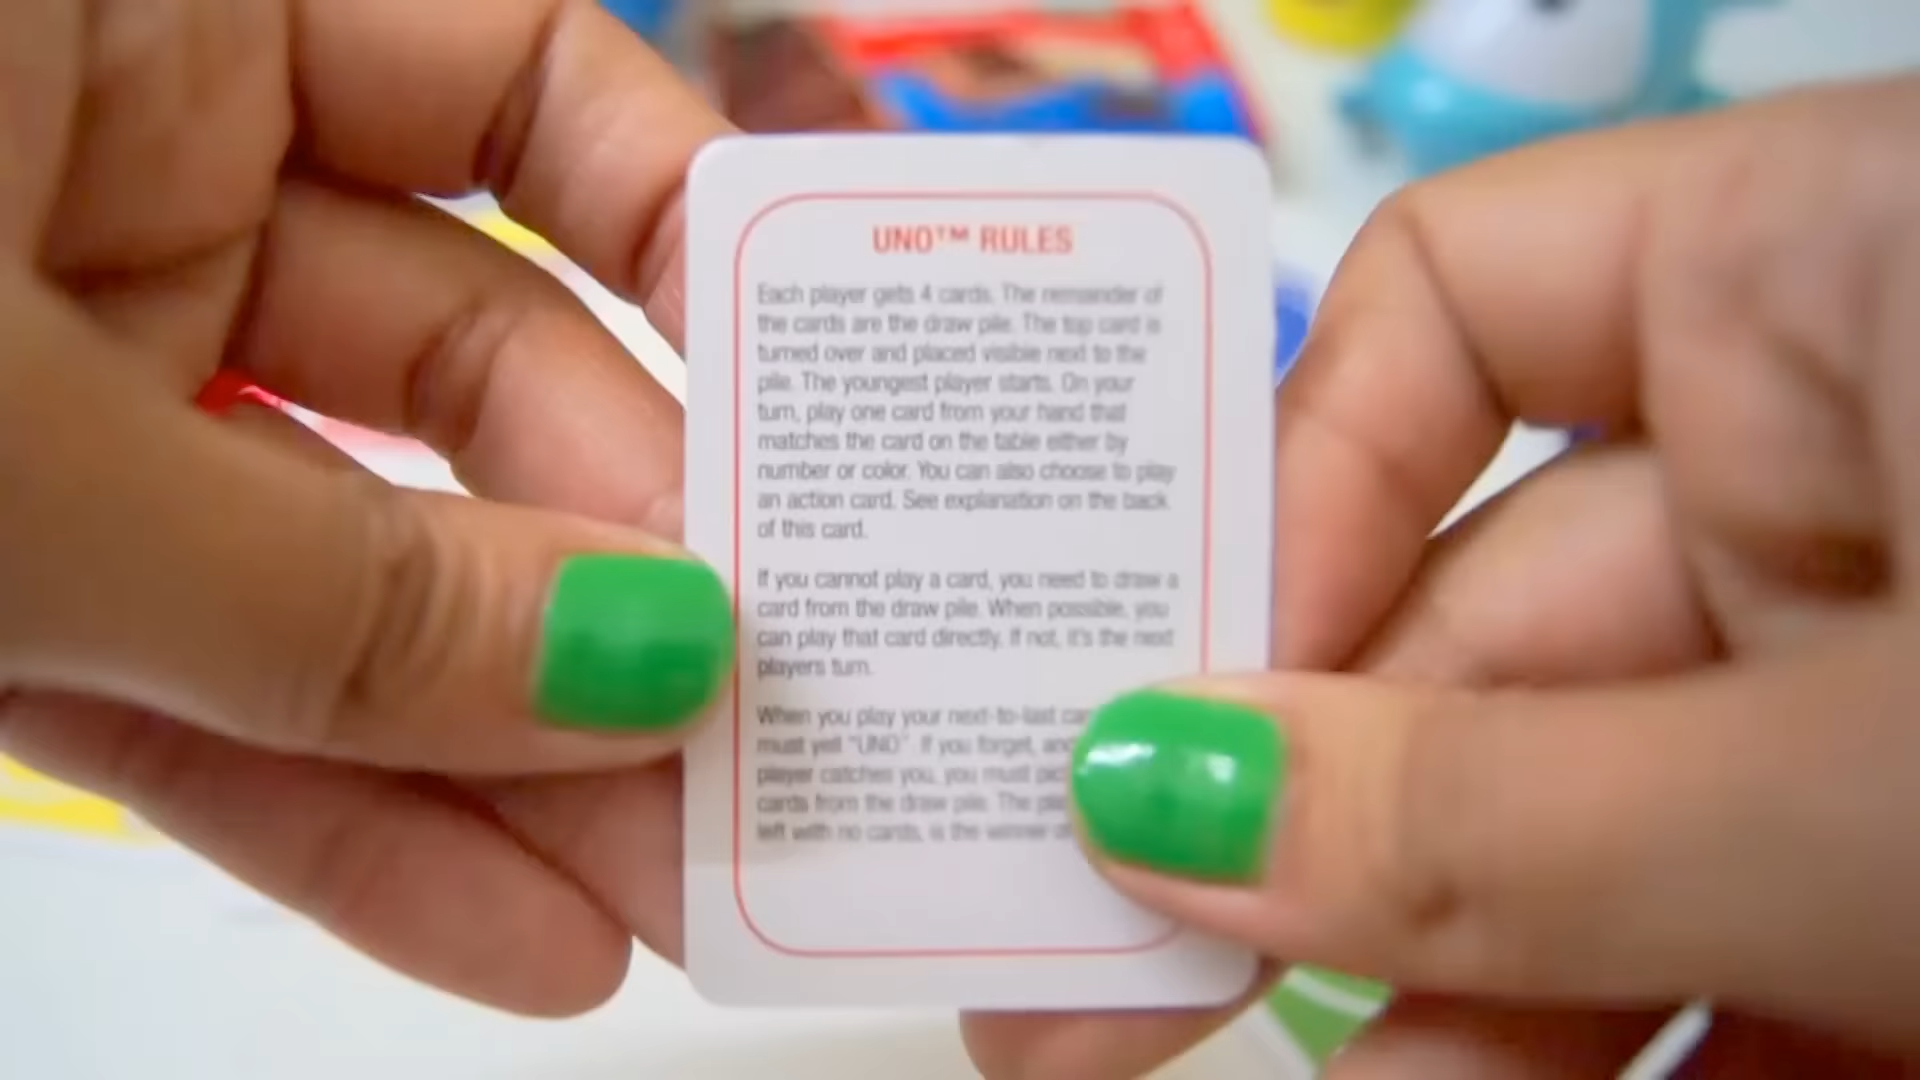 UNO™ RULES
Each player gets 4 cards. The remainder of
the cards are the draw pile. The top card is
turned over and placed visible next to the
pile. The youngest player starts. On your
turn, play one card from your hand that
matches the card on the table either by
number or color. You can also choose to play
an action card. See explanation on the back
of this card.
If you cannot play a card, you need to draw a
card from the draw pile. When possible, you
can play that card directly. If not, it's the next
players turn.
When you play your next-to-last
must yell "UNO". If you forget,
player catches you, you must
cards from the draw pile. The
left with no cards, is the winner